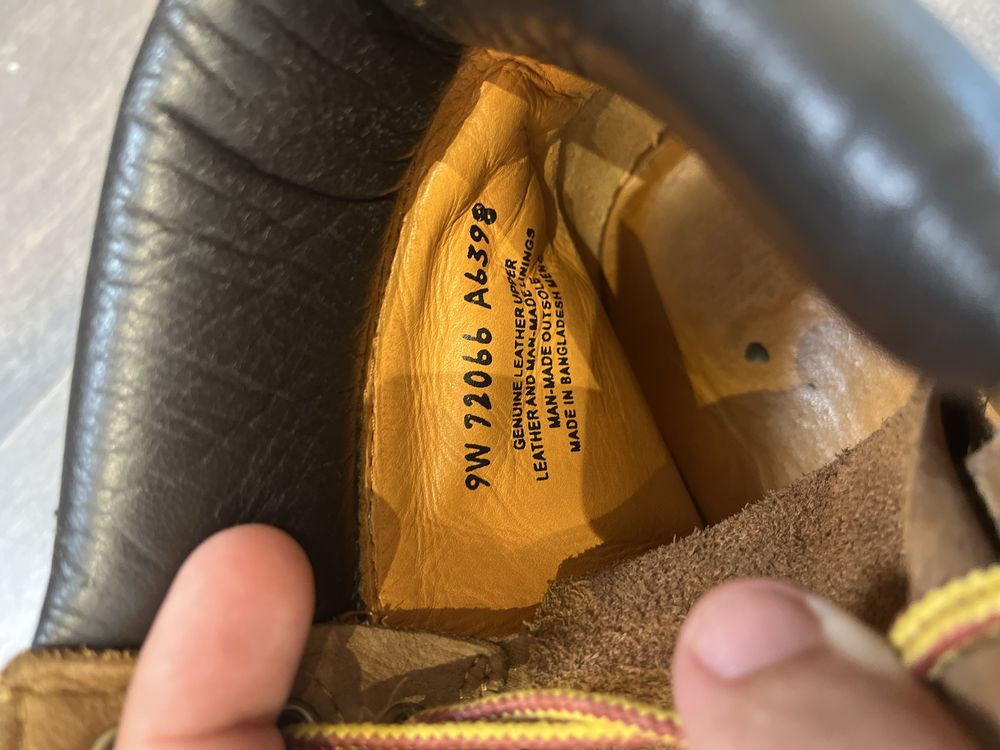 9W 72066 A6398
GENUINE LEATHER UPPER
LEATHER AND MAN-MADE LININGS
MAN-MADE OUTSOLE
MADE IN BANGLADESH